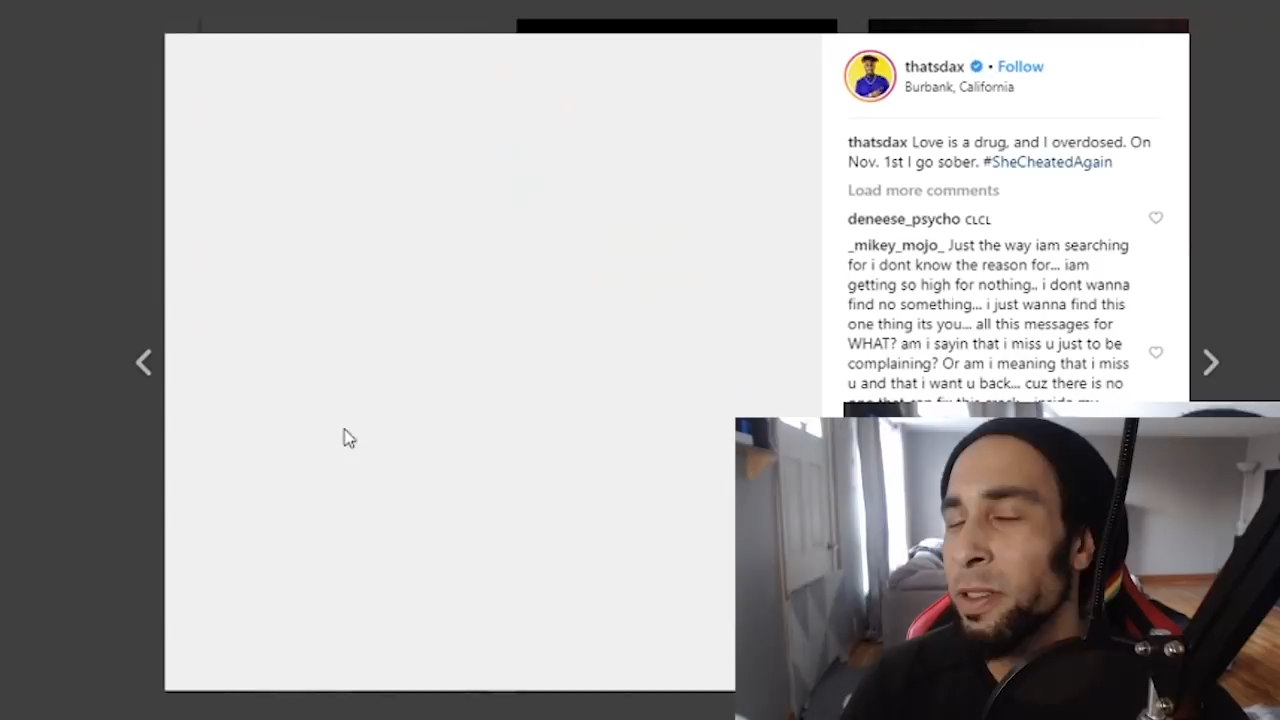 thatsdax • Follow
Burbank, California
thatsdax Love is a drug, and I overdosed. On
Nov. 1st I go sober. #SheCheatedAgain
Load more comments
deneese_psycho CLCL
_mikey_mojo_ Just the way iam searching
for i dont know the reason for... iam
getting so high for nothing.. i dont wanna
find no something... i just wanna find this
one thing its you... all this messages for
WHAT? am i sayin that i miss u just to be
complaining? Or am i meaning that i miss
u and that i want u back... cuz there is no